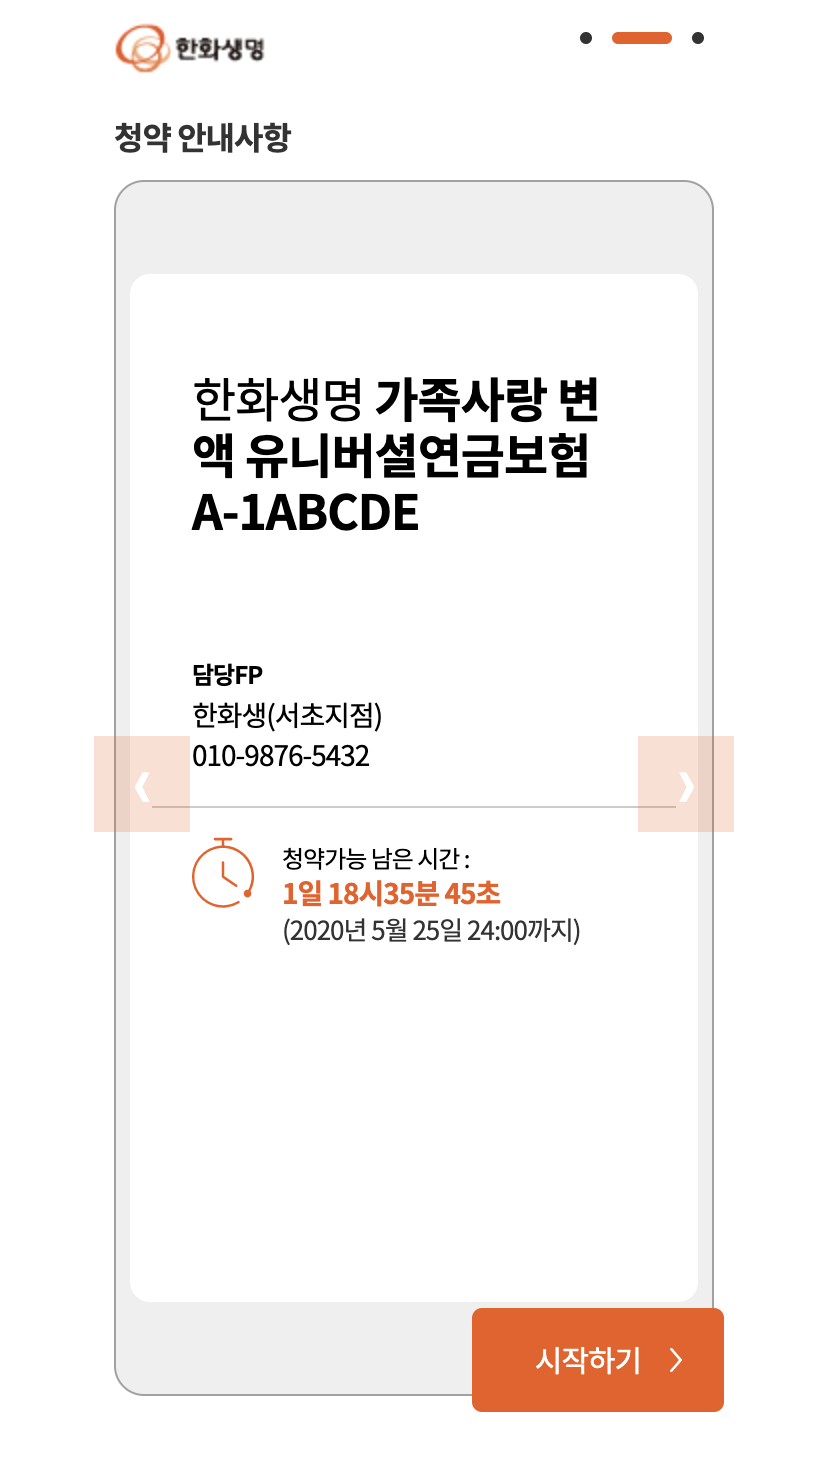 한화생명
청약 안내사항
한화생명 가족사랑 변
액 유니버셜연금보험
A-1ABCDE
담당FP
한화생(서초지점)
010-9876-5432
청약가능 남은 시간 :
1일 18시35분 45초
(2020년 5월 25일 24:00까지)
시작하기